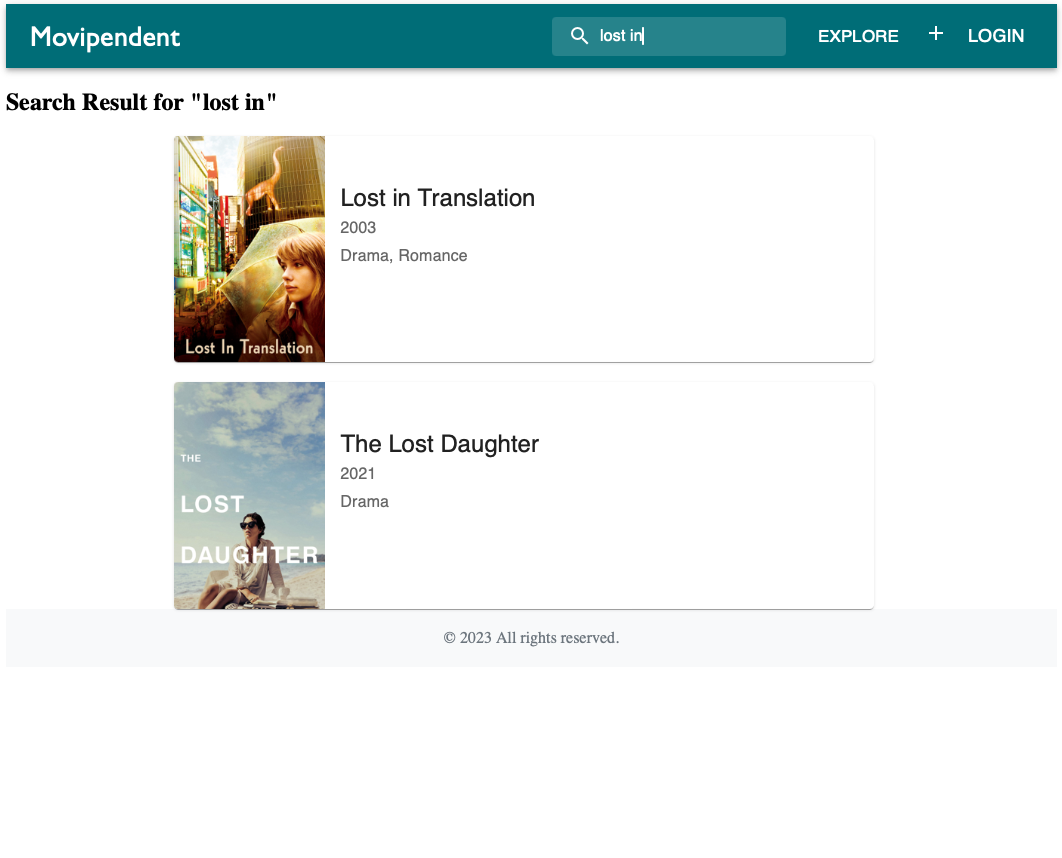 Movipendent
lost in
EXPLORE
+
LOGIN
Search Result for "lost in"
Lost In Translation
Lost in Translation
2003
Drama, Romance
THE
LOST
DAUGHTER
The Lost Daughter
2021
Drama
© 2023 All rights reserved.